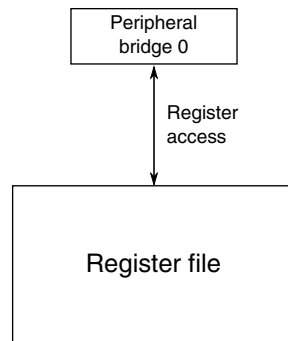 Peripheral
bridge 0
Register
access
Register file